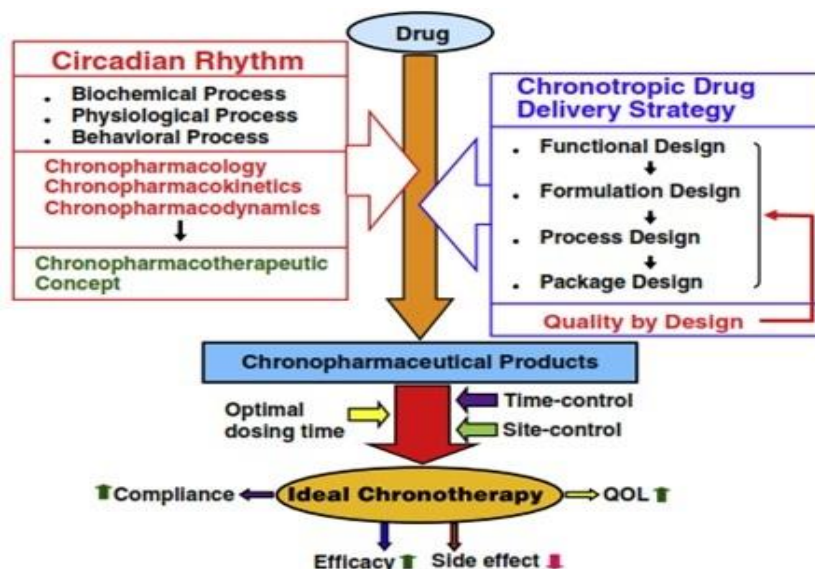 Drug
Circadian Rhythm
. Biochemical Process
. Physiological Process
. Behavioral Process
Chronopharmacology
Chronopharmacokinetics
Chronopharmacodynamics
Chronopharmacotherapeutic
Concept
Chronotropic Drug
Delivery Strategy
. Functional Design
. Formulation Design
. Process Design
. Package Design
Quality by Design
Chronopharmaceutical Products
Optimal
dosing time
Time-control
Site-control
Compliance
Ideal Chronotherapy
QOL
Efficacy
Side effect